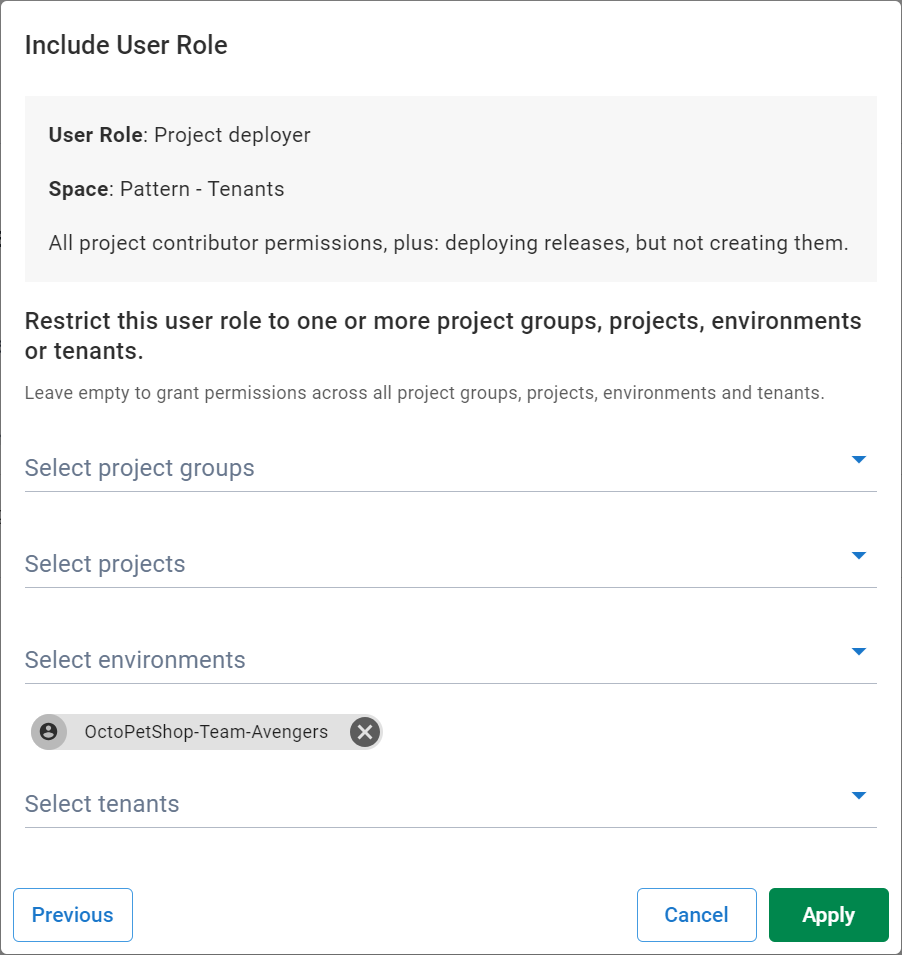 Include User Role
User Role: Project deployer
Space: Pattern - Tenants
All project contributor permissions, plus: deploying releases, but not creating them.
Restrict this user role to one or more project groups, projects, environments
or tenants.
Leave empty to grant permissions across all project groups, projects, environments and tenants.
Select project groups
Select projects
Select environments
OctoPetShop-Team-Avengers
Select tenants
Previous
Cancel
Apply